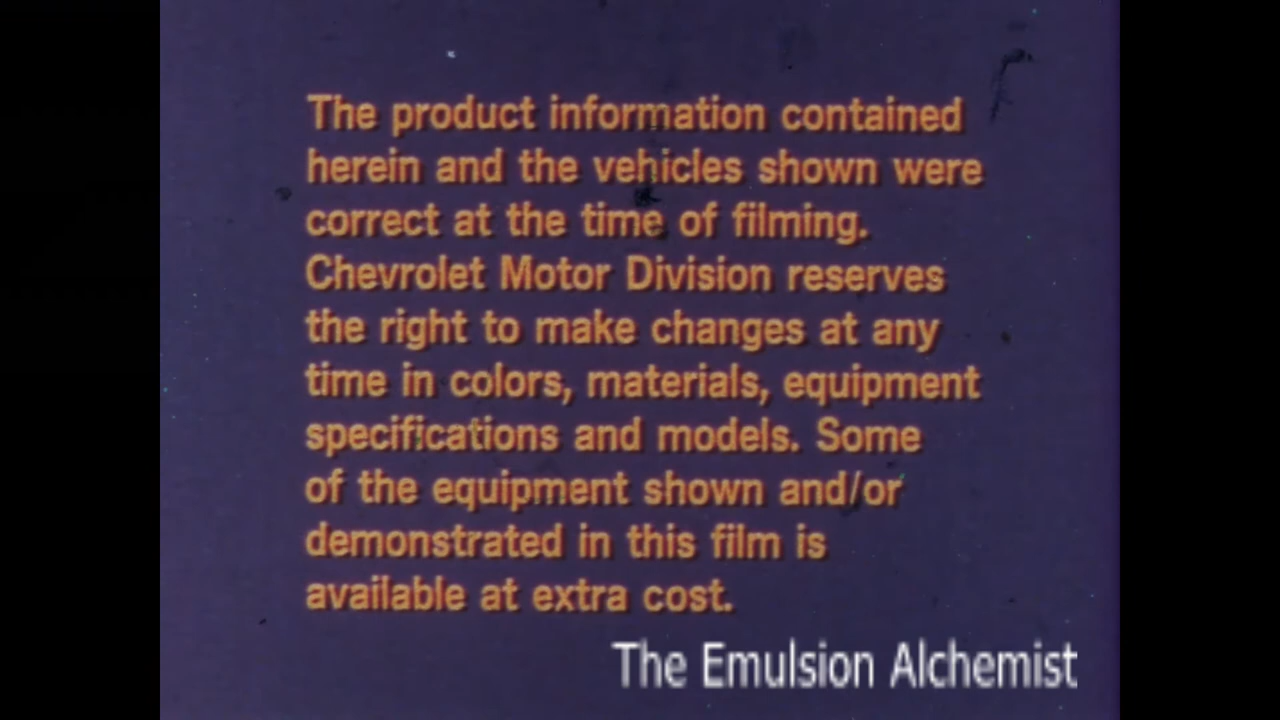 The product information contained
herein and the vehicles shown were
correct at the time of filming.
Chevrolet Motor Division reserves
the right to make changes at any
time in colors, materials, equipment
specifications and models. Some
of the equipment shown and/or
demonstrated in this film is
available at extra cost.
The Emulsion Alchemist